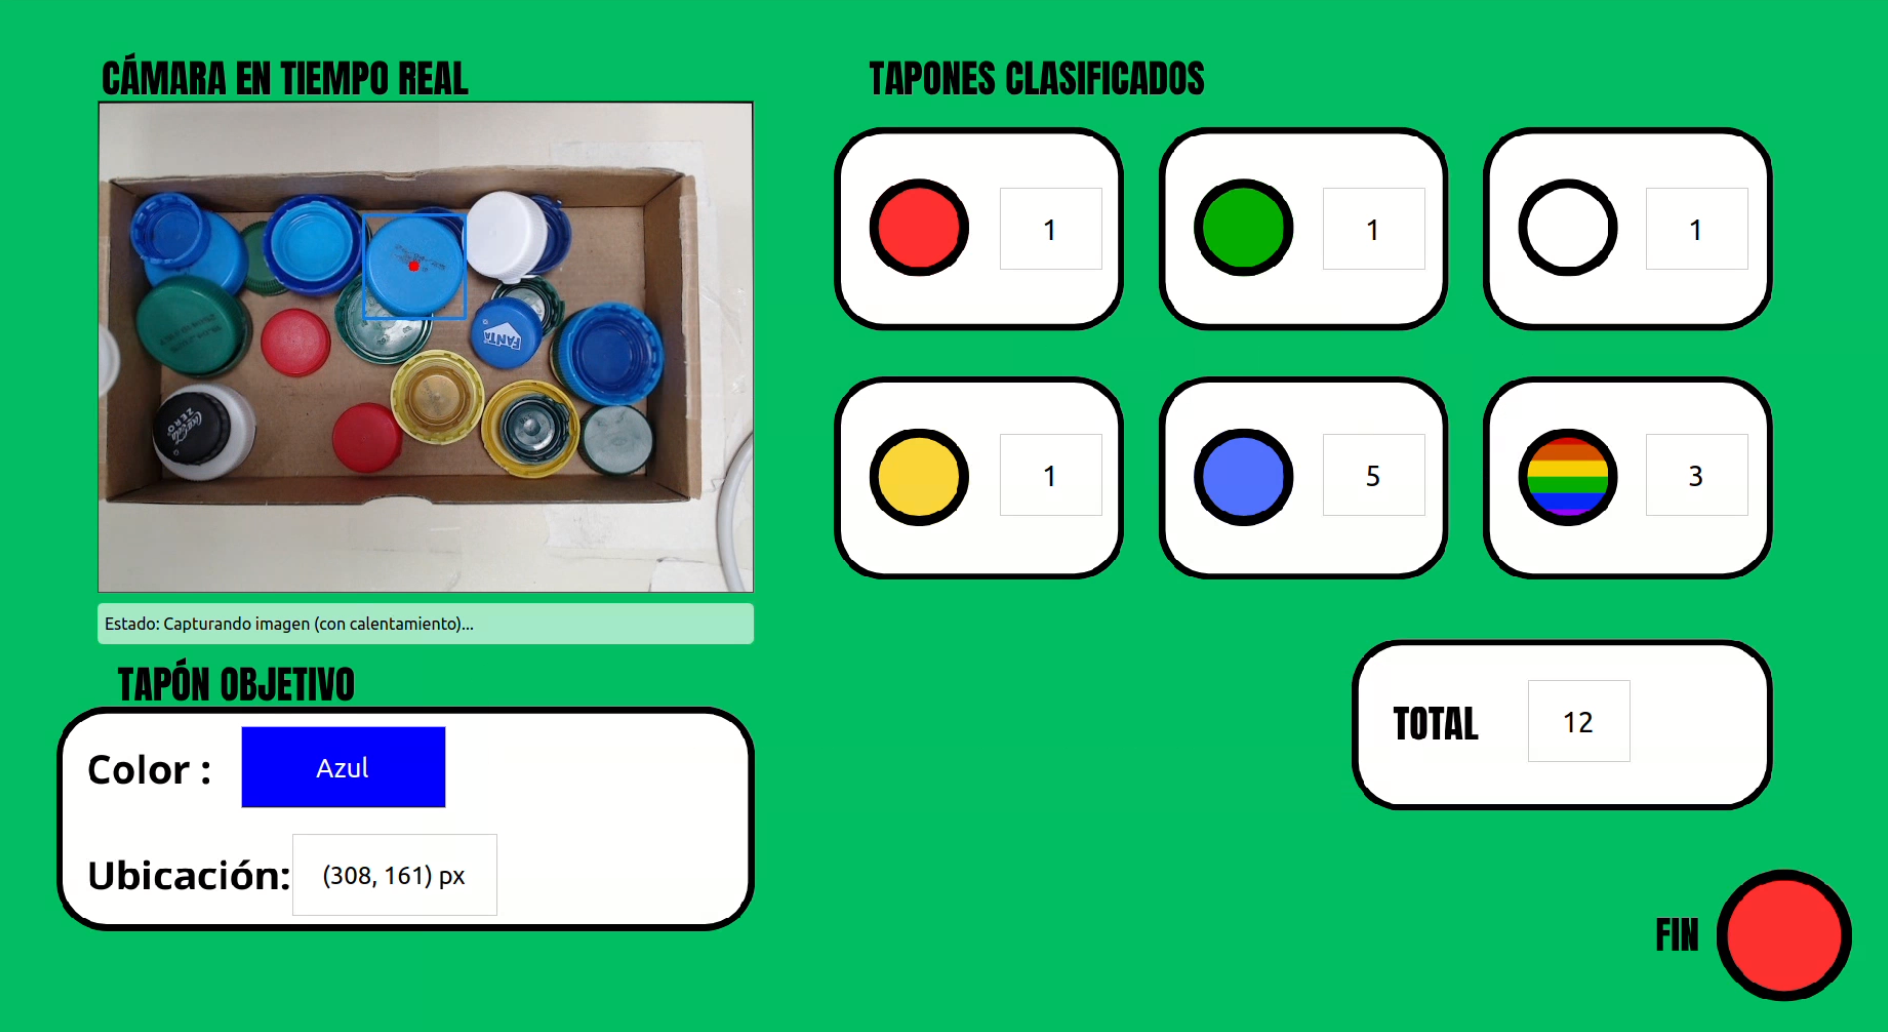 CÁMARA EN TIEMPO REAL
FANTA
Coca-Cola
ZERO
Estado: Capturando imagen (con calentamiento)...
TAPÓN OBJETIVO
Color : Azul
Ubicación: (308, 161) px
TAPONES CLASIFICADOS
1 1 1
1 5 3
TOTAL 12
FIN